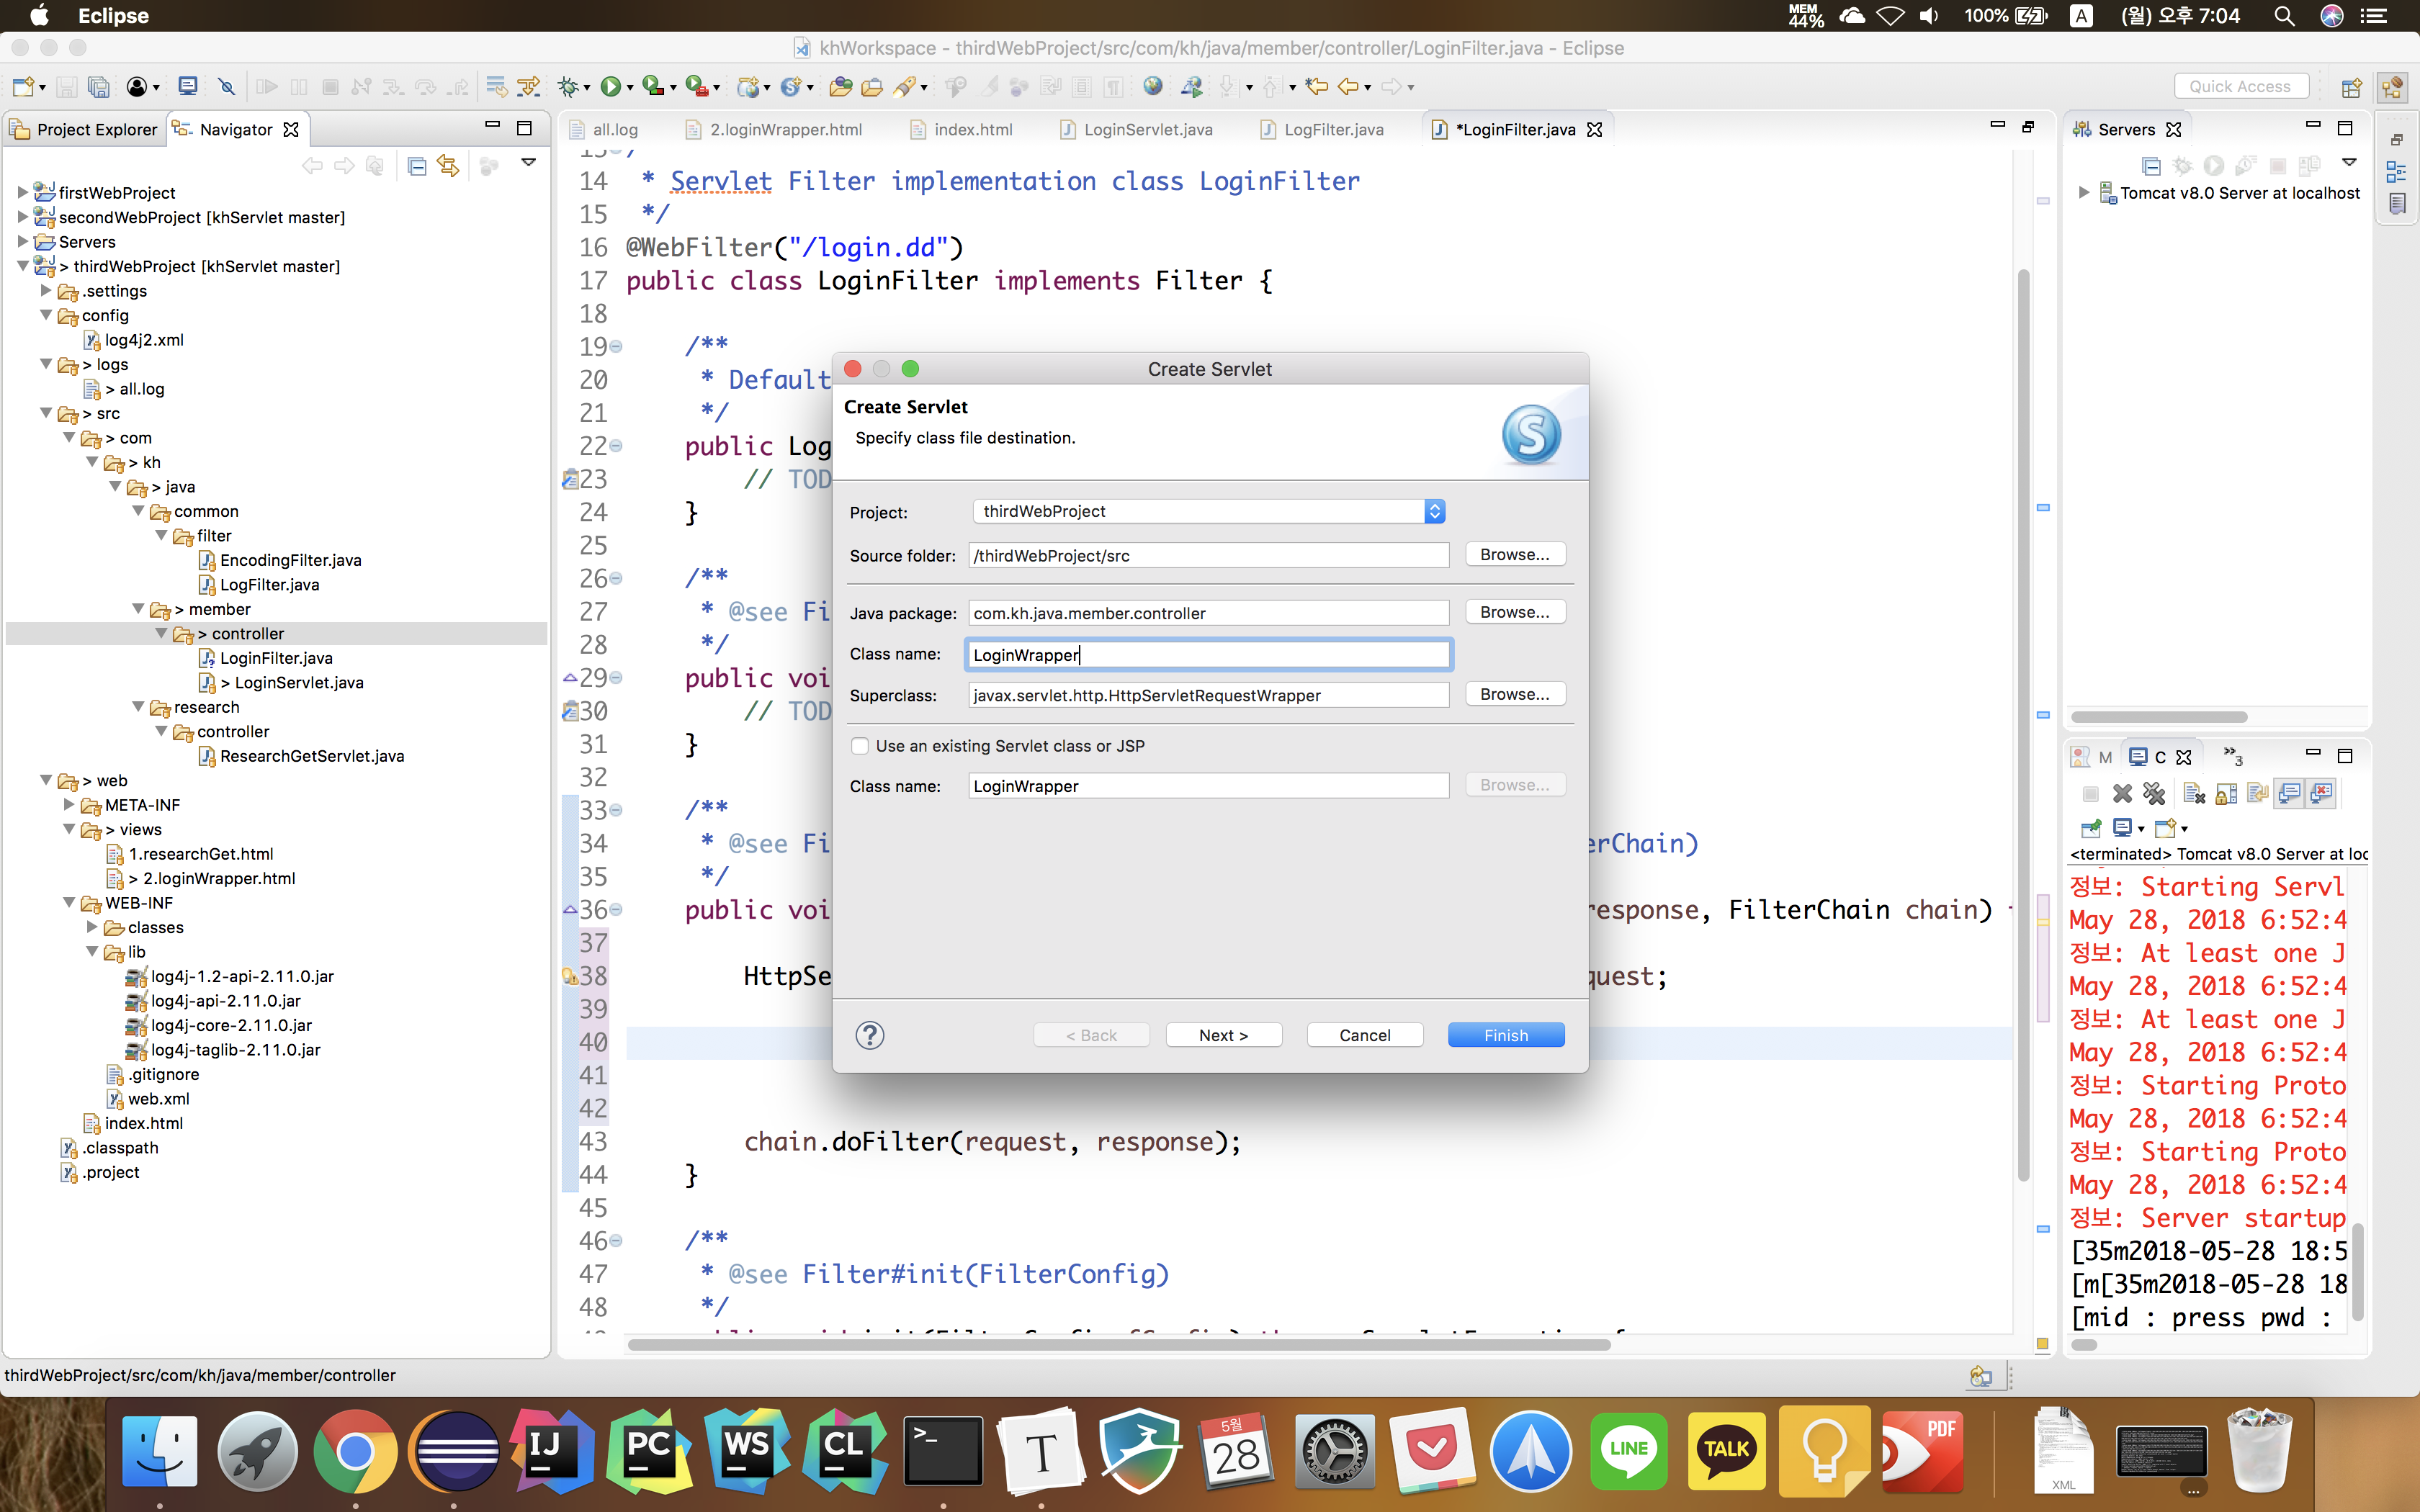 Eclipse
MEM
44%
100%
A
(월) 오후 7:04
khWorkspace - thirdWebProject/src/com/kh/java/member/controller/LoginFilter.java - Eclipse
Quick Access
Project Explorer
Navigator
firstWebProject
secondWebProject [khServlet master]
Servers
> thirdWebProject [khServlet master]
.settings
config
log4j2.xml
> logs
> all.log
> src
> com
> kh
> java
common
filter
EncodingFilter.java
LogFilter.java
> member
> controller
LoginFilter.java
> LoginServlet.java
research
controller
ResearchGetServlet.java
> web
META-INF
> views
1.researchGet.html
> 2.loginWrapper.html
WEB-INF
classes
lib
log4j-1.2-api-2.11.0.jar
log4j-api-2.11.0.jar
log4j-core-2.11.0.jar
log4j-taglib-2.11.0.jar
.gitignore
web.xml
index.html
.classpath
.project
all.log
2.loginWrapper.html
index.html
LoginServlet.java
LogFilter.java
*LoginFilter.java
14 * Servlet Filter implementation class LoginFilter
15 */
16 @WebFilter("/login.dd")
17 public class LoginFilter implements Filter {
18
19 /**
20 * Default
21 */
22 public Log
23 // TOD
24 }
25
26 /**
27 * @see Fi
28 */
29 public voi
30 // TOD
31 }
32
33 /**
34 * @see Fi erChain)
35 */
36 public voi response, FilterChain chain)
37
38 HttpSe quest;
39
40
41
42
43 chain.doFilter(request, response);
44 }
45
46 /**
47 * @see Filter#init(FilterConfig)
48 */
Create Servlet
Create Servlet
Specify class file destination.
S
Project:
thirdWebProject
Source folder:
/thirdWebProject/src
Browse...
Java package:
com.kh.java.member.controller
Browse...
Class name:
LoginWrapper
Superclass:
javax.servlet.http.HttpServletRequestWrapper
Browse...
Use an existing Servlet class or JSP
Class name:
LoginWrapper
Browse...
?
< Back
Next >
Cancel
Finish
Servers
Tomcat v8.0 Server at localhost
M
C
3
<terminated> Tomcat v8.0 Server at loc
정보: Starting Servl
May 28, 2018 6:52:4
정보: At least one J
May 28, 2018 6:52:4
정보: At least one J
May 28, 2018 6:52:4
정보: Starting Proto
May 28, 2018 6:52:4
정보: Starting Proto
May 28, 2018 6:52:4
정보: Server startup
[35m2018-05-28 18:5
[m[35m2018-05-28 18
[mid : press pwd :
thirdWebProject/src/com/kh/java/member/controller
IJ
PC
WS
CL
>_
T
5월
28
LINE
TALK
PDF
XML